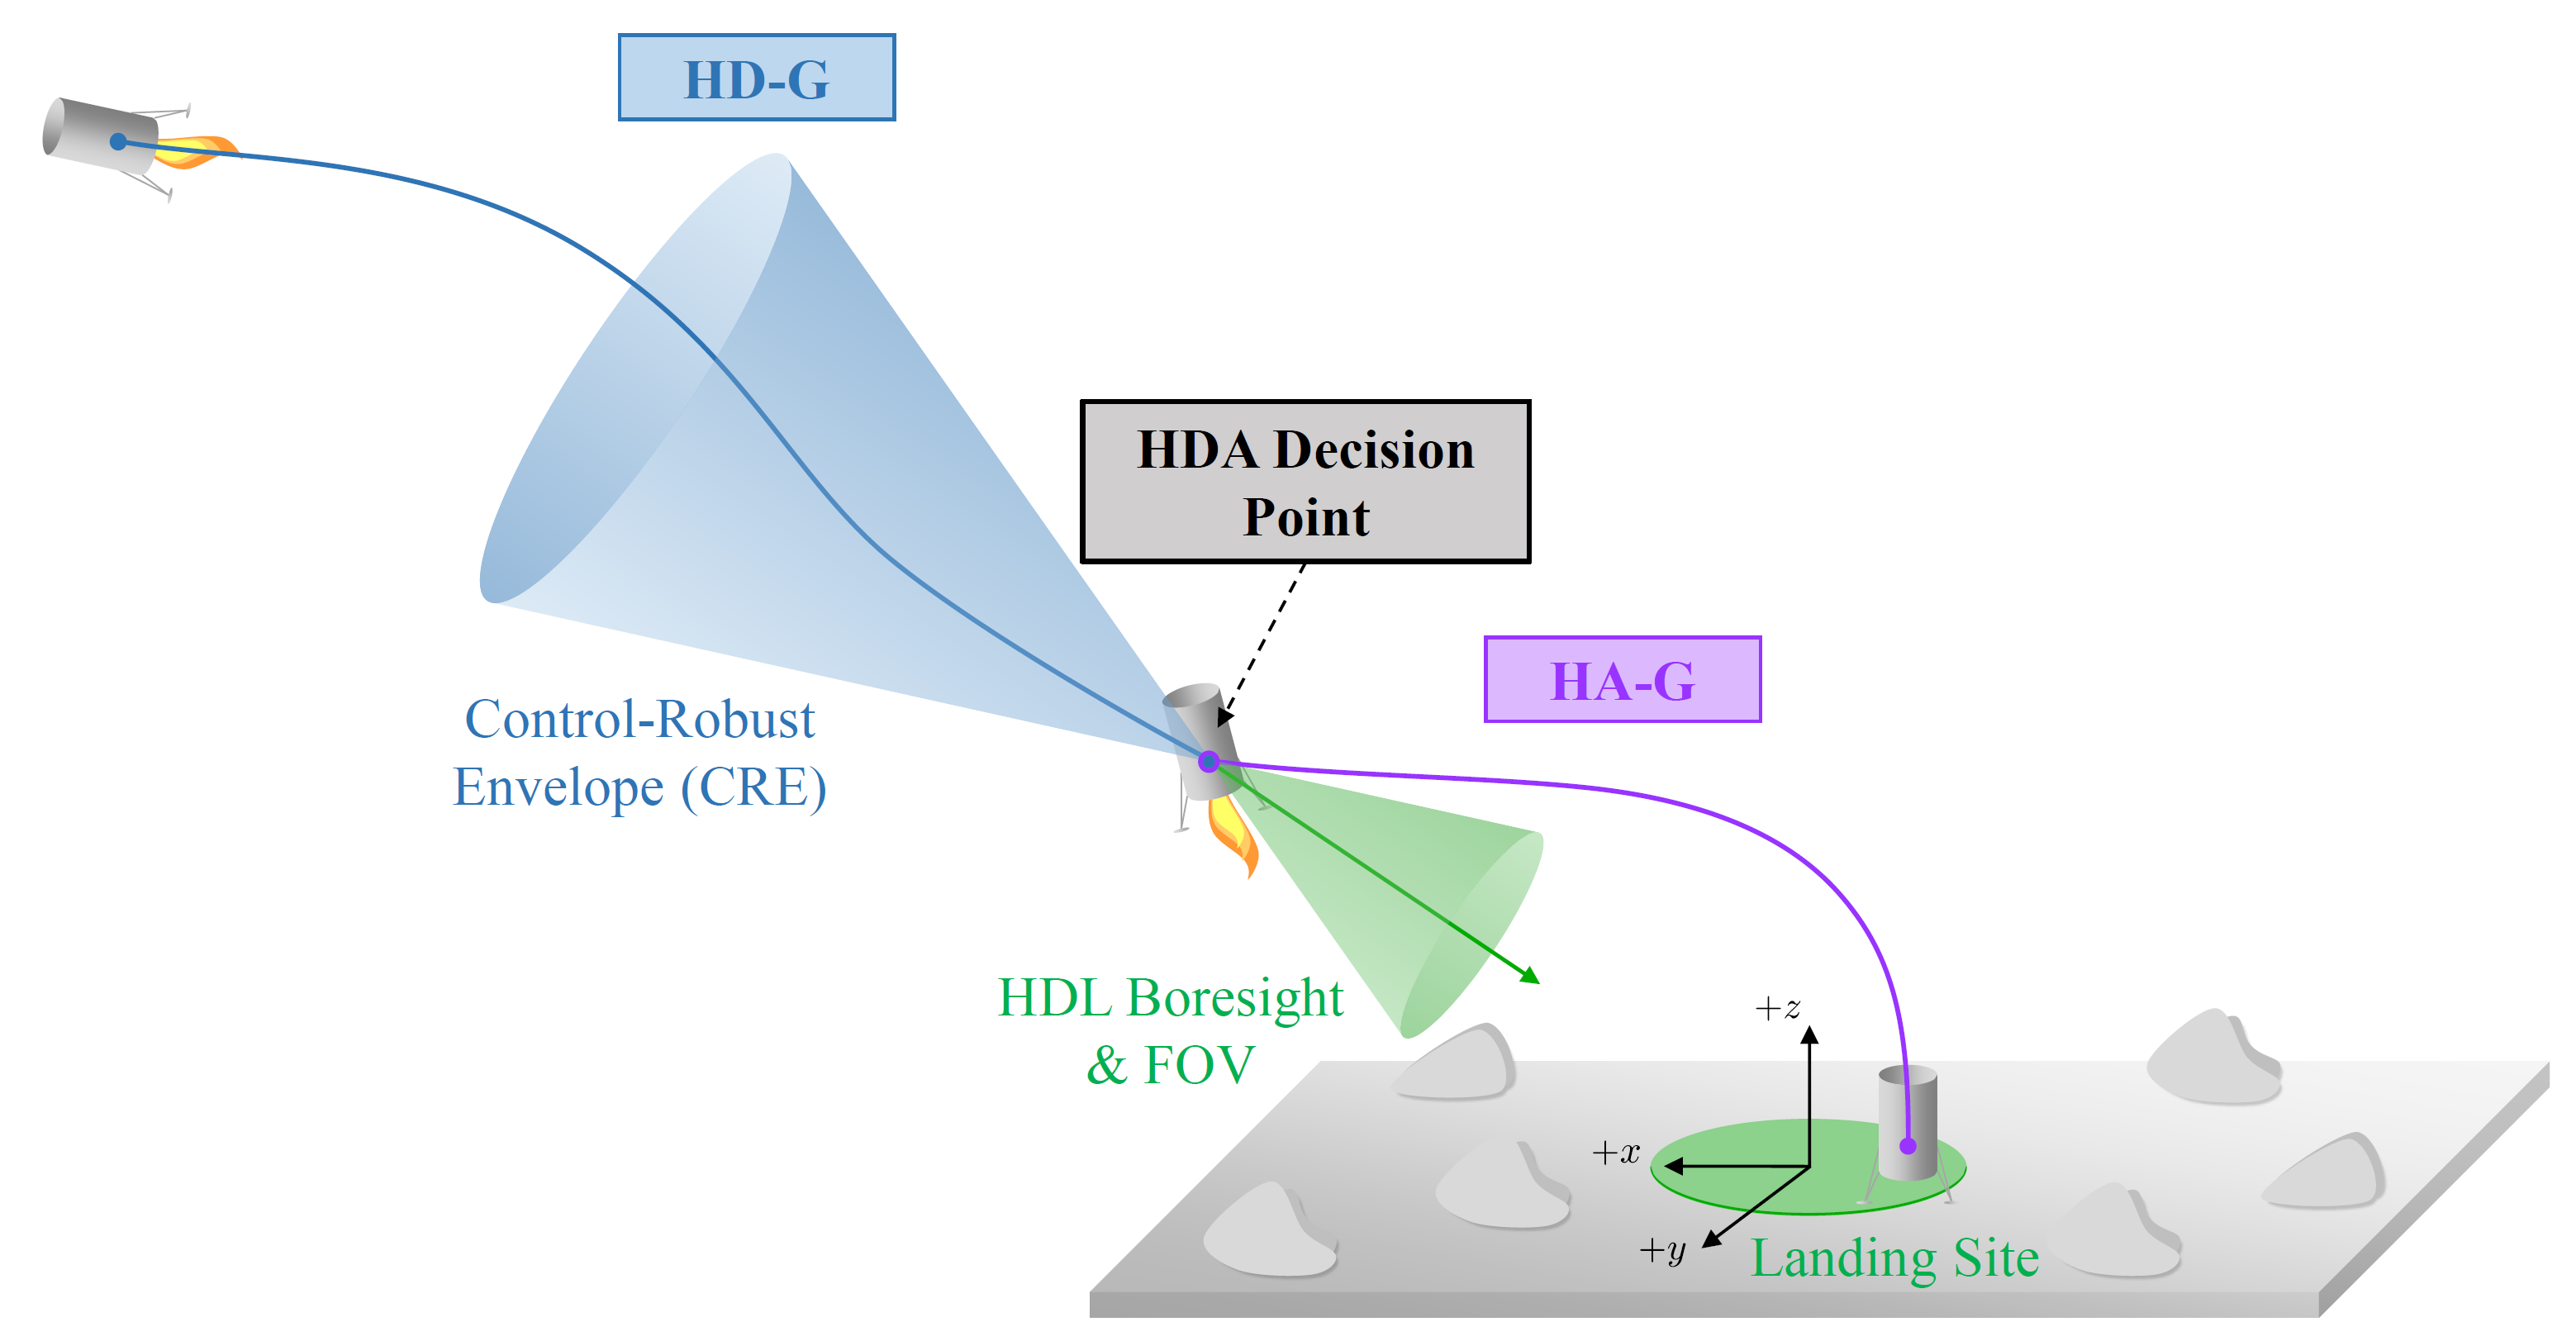 HD-G
HDA Decision
Point
HA-G
Control-Robust
Envelope (CRE)
HDL Boresight
& FOV
+z
+x
+y
Landing Site